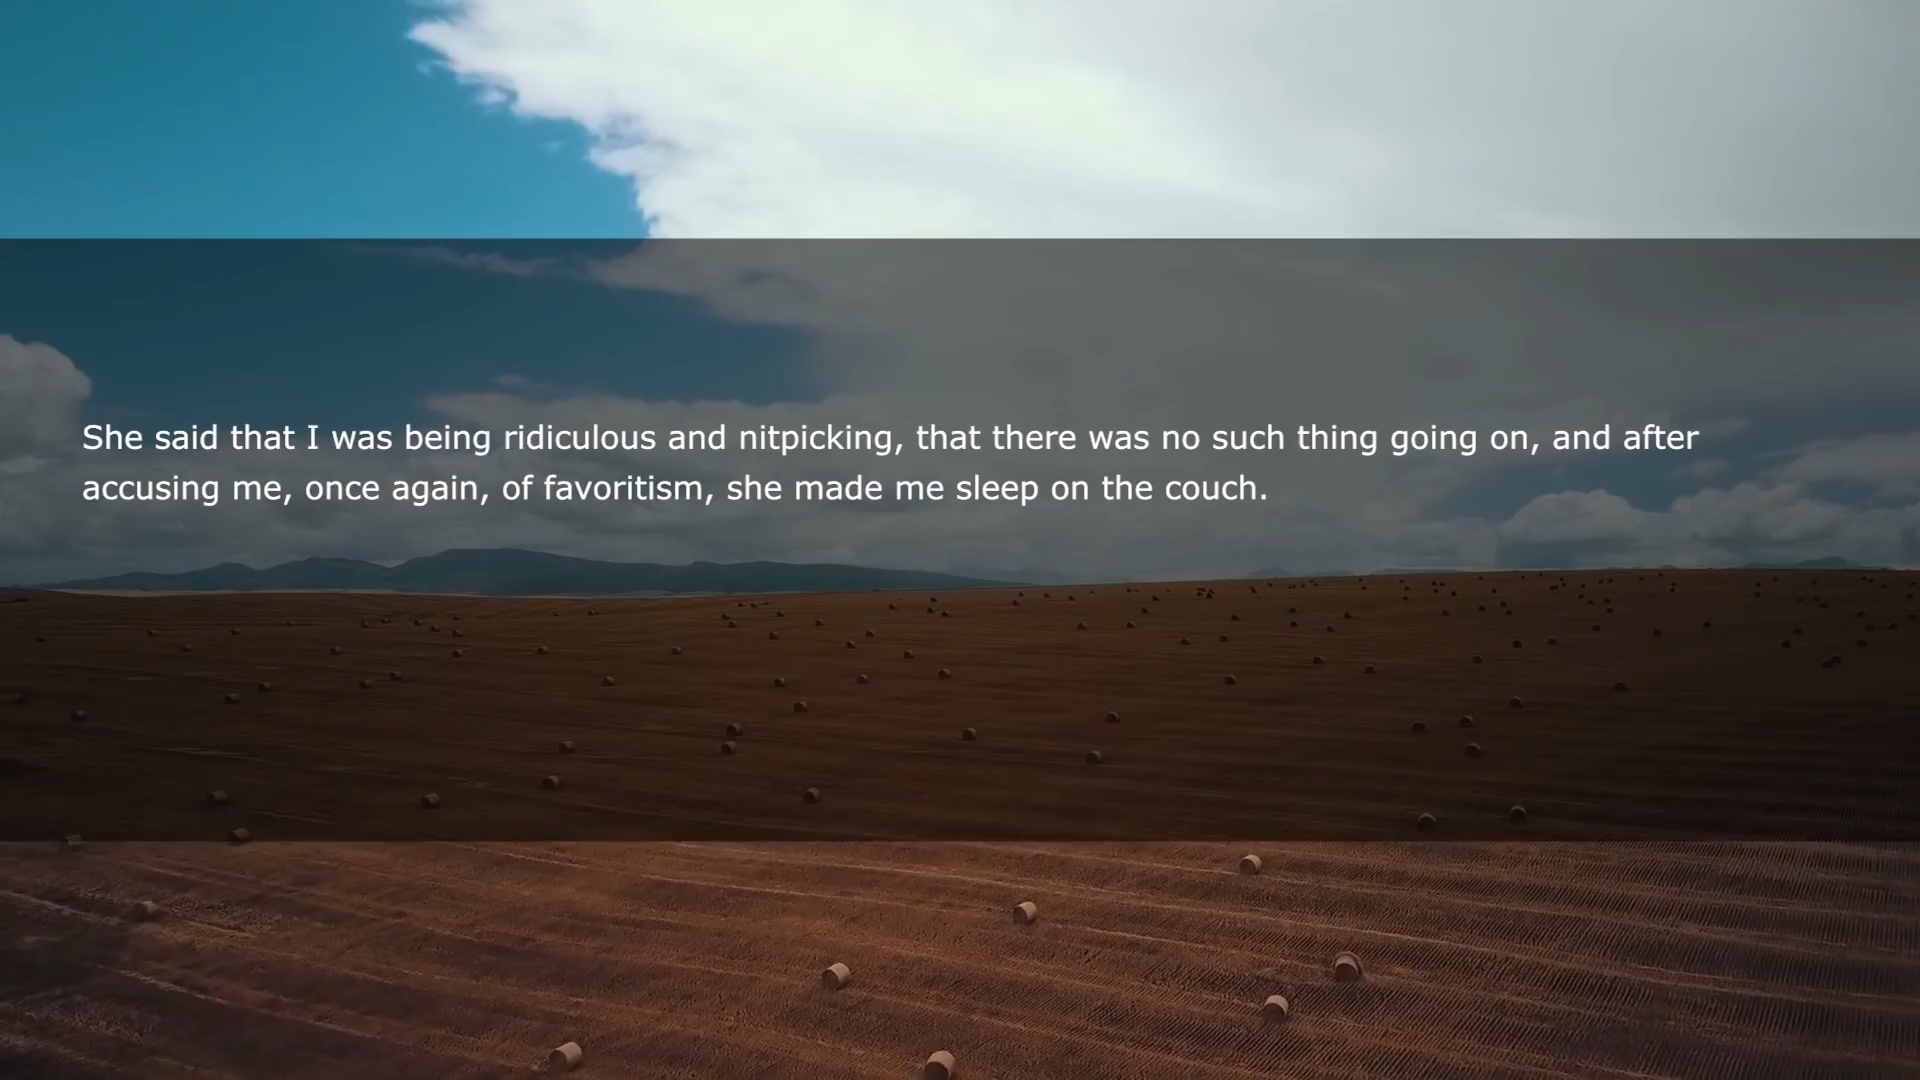 She said that I was being ridiculous and nitpicking, that there was no such thing going on, and after
accusing me, once again, of favoritism, she made me sleep on the couch.